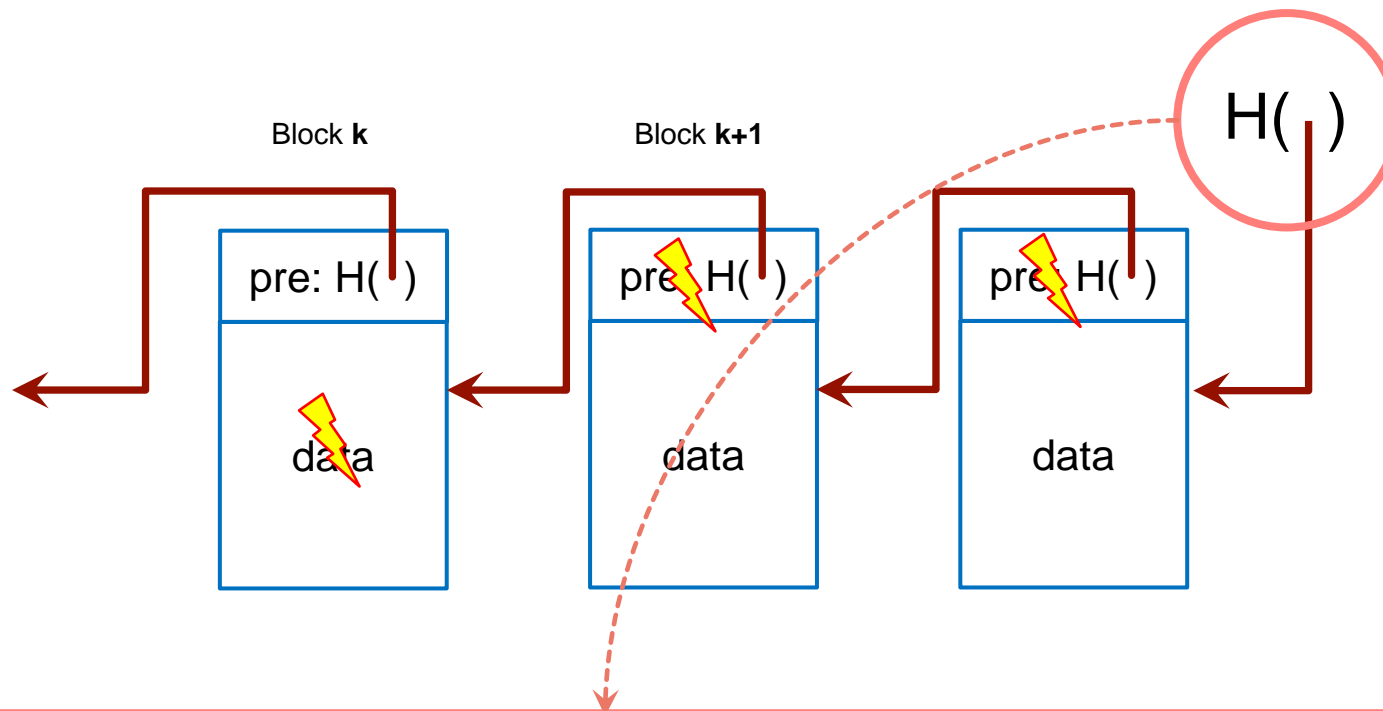 H( )
Block k
Block k+1
pre: H( )
pre: H( )
pre: H( )
data
data
data